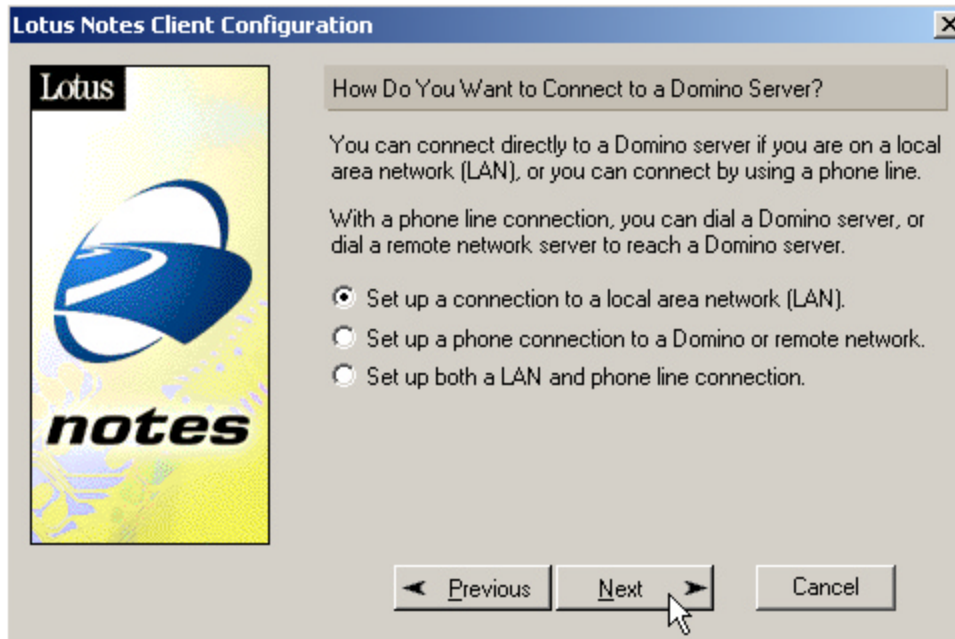 Lotus Notes Client Configuration
Lotus
notes
How Do You Want to Connect to a Domino Server?
You can connect directly to a Domino server if you are on a local
area network (LAN), or you can connect by using a phone line.
With a phone line connection, you can dial a Domino server, or
dial a remote network server to reach a Domino server.
Set up a connection to a local area network (LAN).
Set up a phone connection to a Domino or remote network.
Set up both a LAN and phone line connection.
Previous Next Cancel